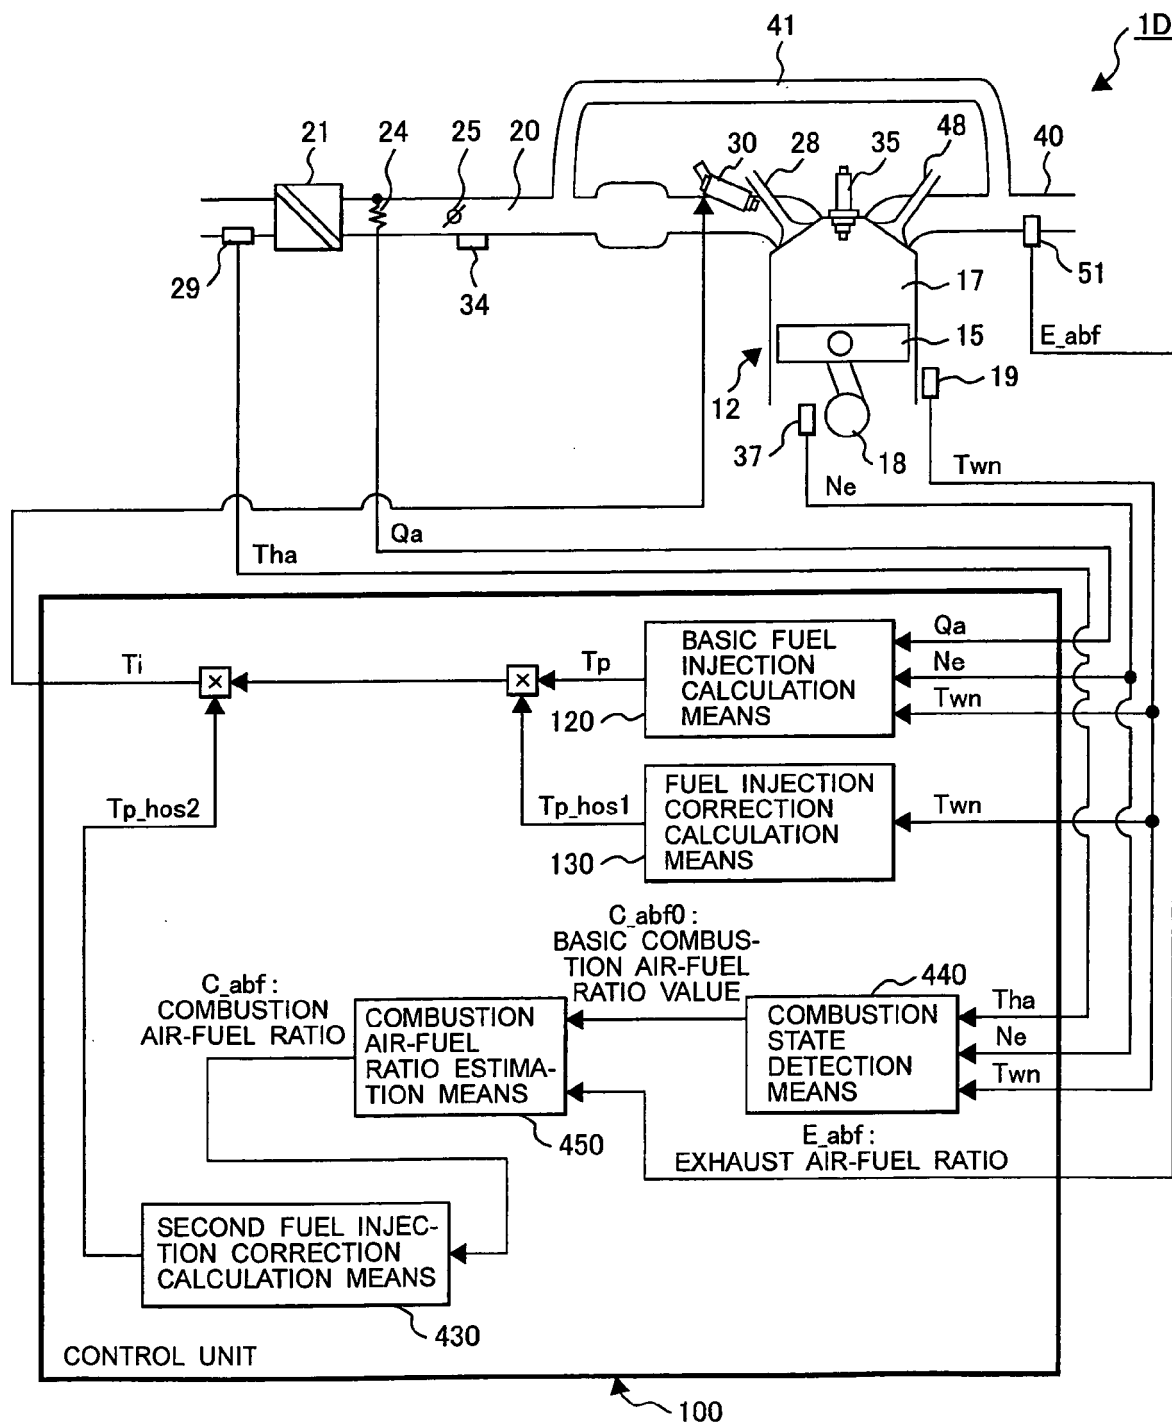 1D
41
21
24
25
20
30
28
35
48
40
29
34
17
51
15
E_abf
12
19
37
18
Ne
Twn
Qa
Tha
Ti
×
×
Tp
BASIC FUEL
INJECTION
CALCULATION
MEANS
Qa
Ne
Twn
120
Tp_hos2
Tp_hos1
FUEL INJECTION
CORRECTION
CALCULATION
MEANS
Twn
130
C_abf0 :
BASIC COMBUS-
TION AIR-FUEL
RATIO VALUE
440
C_abf :
COMBUSTION
AIR-FUEL RATIO
COMBUSTION
AIR-FUEL
RATIO ESTIMA-
TION MEANS
COMBUSTION
STATE
DETECTION
MEANS
Tha
Ne
Twn
450
E_abf :
EXHAUST AIR-FUEL RATIO
SECOND FUEL INJEC-
TION CORRECTION
CALCULATION MEANS
430
CONTROL UNIT
100